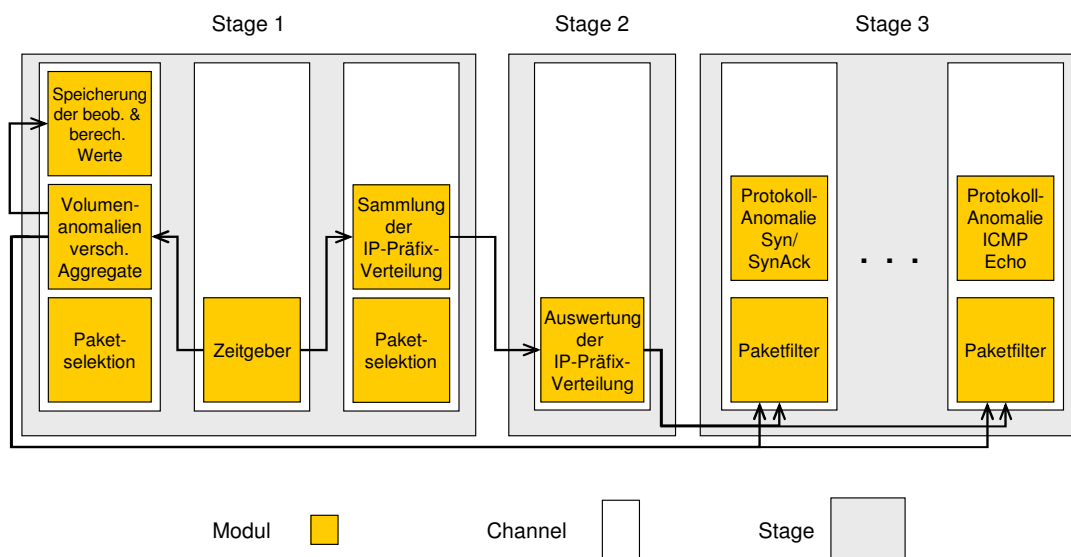 Stage 1
Stage 2
Stage 3
Speicherung
der beob. &
berech.
Werte
Volumen-
anomalien
versch.
Aggregate
Paket-
selektion
Zeitgeber
Sammlung
der
IP-Präfix-
Verteilung
Paket-
selektion
Auswertung
der
IP-Präfix-
Verteilung
Protokoll-
Anomalie
Syn/
SynAck
Paketfilter
. . .
Protokoll-
Anomalie
ICMP
Echo
Paketfilter
Modul
Channel
Stage